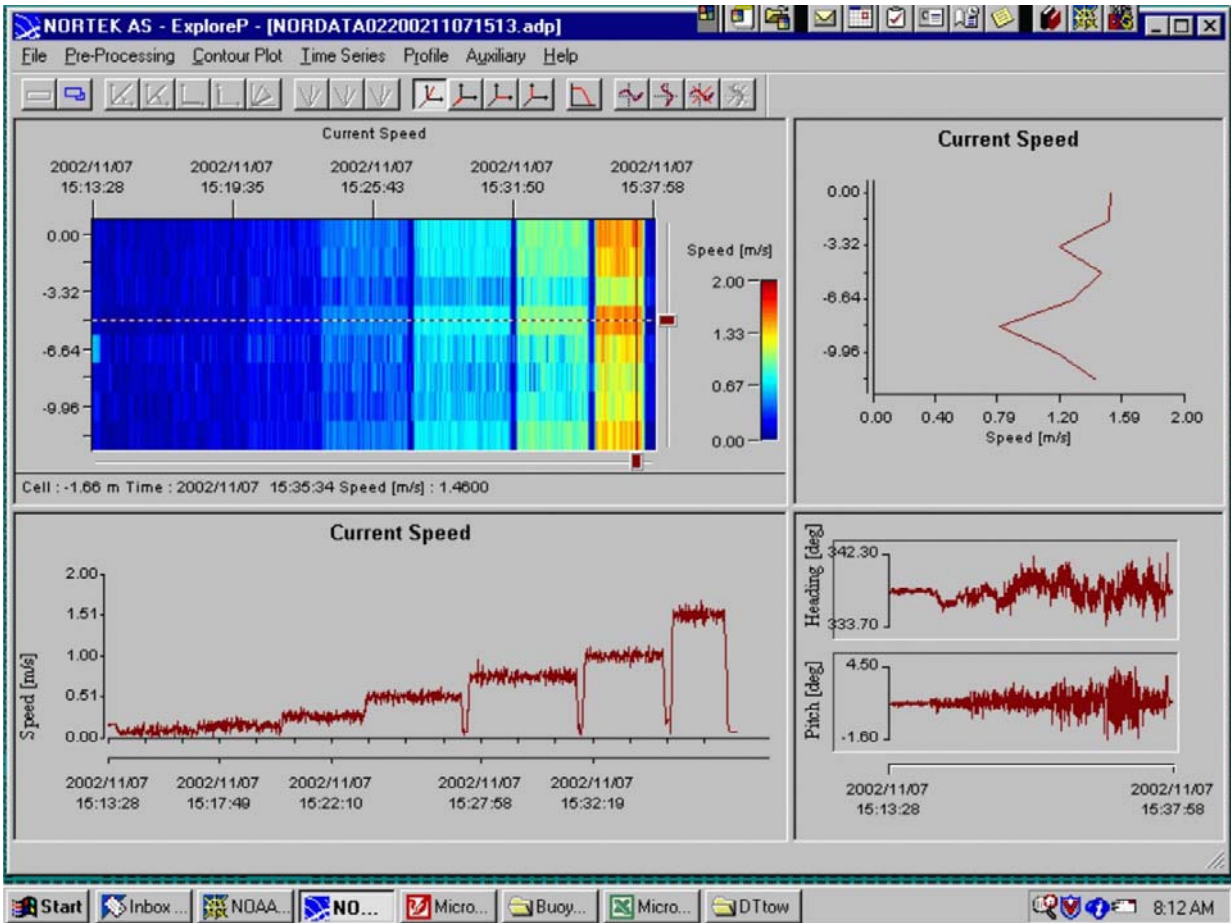 NORTEK AS - ExploreP - [NORDATA02200211071513.adp]
File Pre-Processing Contour Plot Time Series Profile Auxiliary Help
Current Speed
2002/11/07 2002/11/07 2002/11/07 2002/11/07 2002/11/07
15:13:28 15:19:35 15:25:43 15:31:50 15:37:58
0.00
-3.32
-6.64
-9.96
Speed [m/s]
2.00
1.33
0.67
0.00
Cell : -1.66 m Time : 2002/11/07 15:35:34 Speed [m/s] : 1.4600
Current Speed
0.00
-3.32
-6.64
-9.96
0.00 0.40 0.79 1.20 1.59 2.00
Speed [m/s]
Current Speed
Speed [m/s]
2.00
1.51
1.00
0.51
0.00
2002/11/07 2002/11/07 2002/11/07 2002/11/07 2002/11/07
15:13:28 15:17:49 15:22:10 15:27:58 15:32:19
Heading [deg]
342.30
333.70
Pitch [deg]
4.50
-1.60
2002/11/07 2002/11/07
15:13:28 15:37:58
Start Inbox ... NOAA... NO... Micro... Buoy... Micro... DTtow 8:12 AM